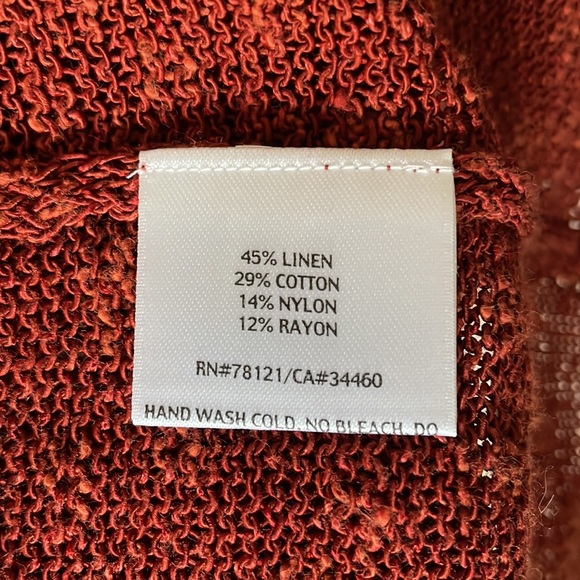 45% LINEN
29% COTTON
14% NYLON
12% RAYON
RN#78121/CA#34460
HAND WASH COLD. NO BLEACH. DO